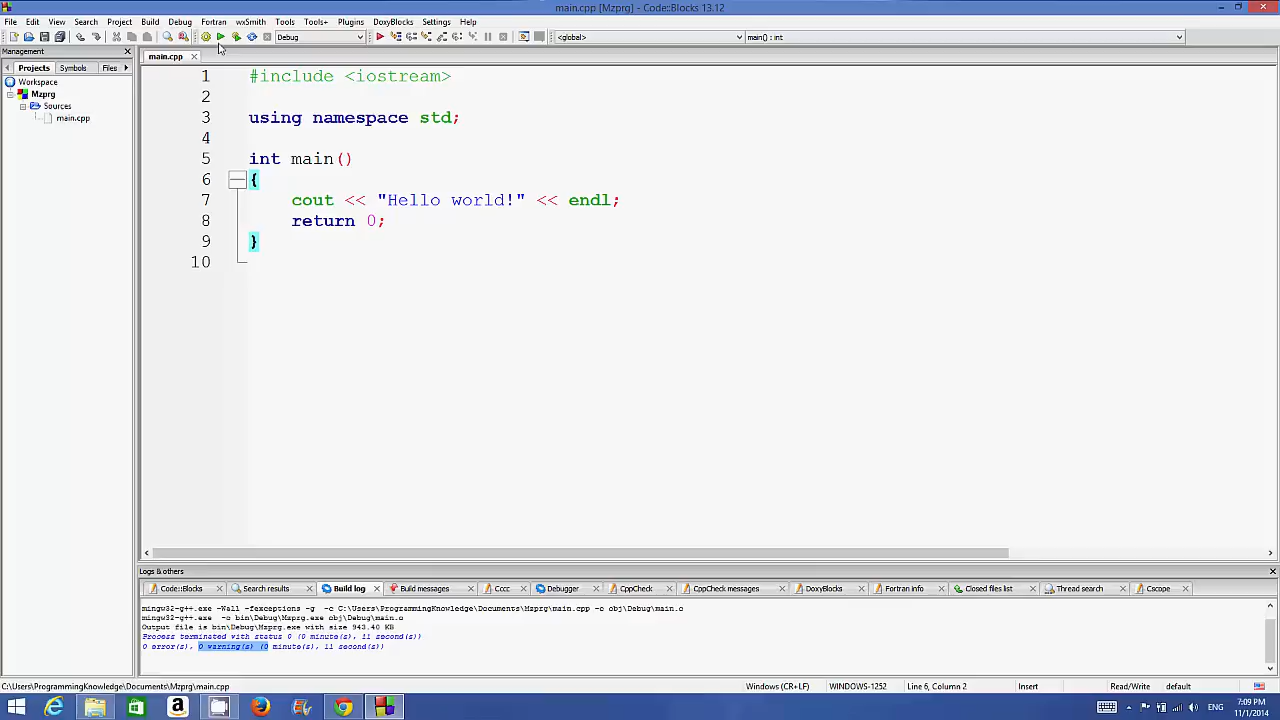 main.cpp [Mzprg] - Code::Blocks 13.12
File Edit View Search Project Build Debug Fortran wxSmith Tools Tools+ Plugins DoxyBlocks Settings Help
Debug <global> main() : int
Management
Projects Symbols Files
Workspace
Mzprg
Sources
main.cpp
main.cpp
1 #include <iostream>
2
3 using namespace std;
4
5 int main()
6 {
7 cout << "Hello world!" << endl;
8 return 0;
9 }
10
Logs & others
Code::Blocks Search results Build log Build messages Cccc Debugger CppCheck CppCheck messages DoxyBlocks Fortran info Closed files list Thread search Cscope
mingw32-g++.exe -Wall -fexceptions -g -c C:\Users\ProgrammingKnowledge\Documents\Mzprg\main.cpp -o obj\Debug\main.o
mingw32-g++.exe -o bin\Debug\Mzprg.exe obj\Debug\main.o
Output file is bin\Debug\Mzprg.exe with size 943.40 KB
Process terminated with status 0 (0 minute(s), 11 second(s))
0 error(s), 0 warning(s) (0 minute(s), 11 second(s))
C:\Users\ProgrammingKnowledge\Documents\Mzprg\main.cpp Windows (CR+LF) WINDOWS-1252 Line 6, Column 2 Insert Read/Write default
ENG
7:09 PM
11/1/2014